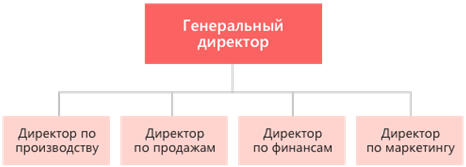 Генеральный
директор
Директор по
производству
Директор
по продажам
Директор
по финансам
Директор
по маркетингу